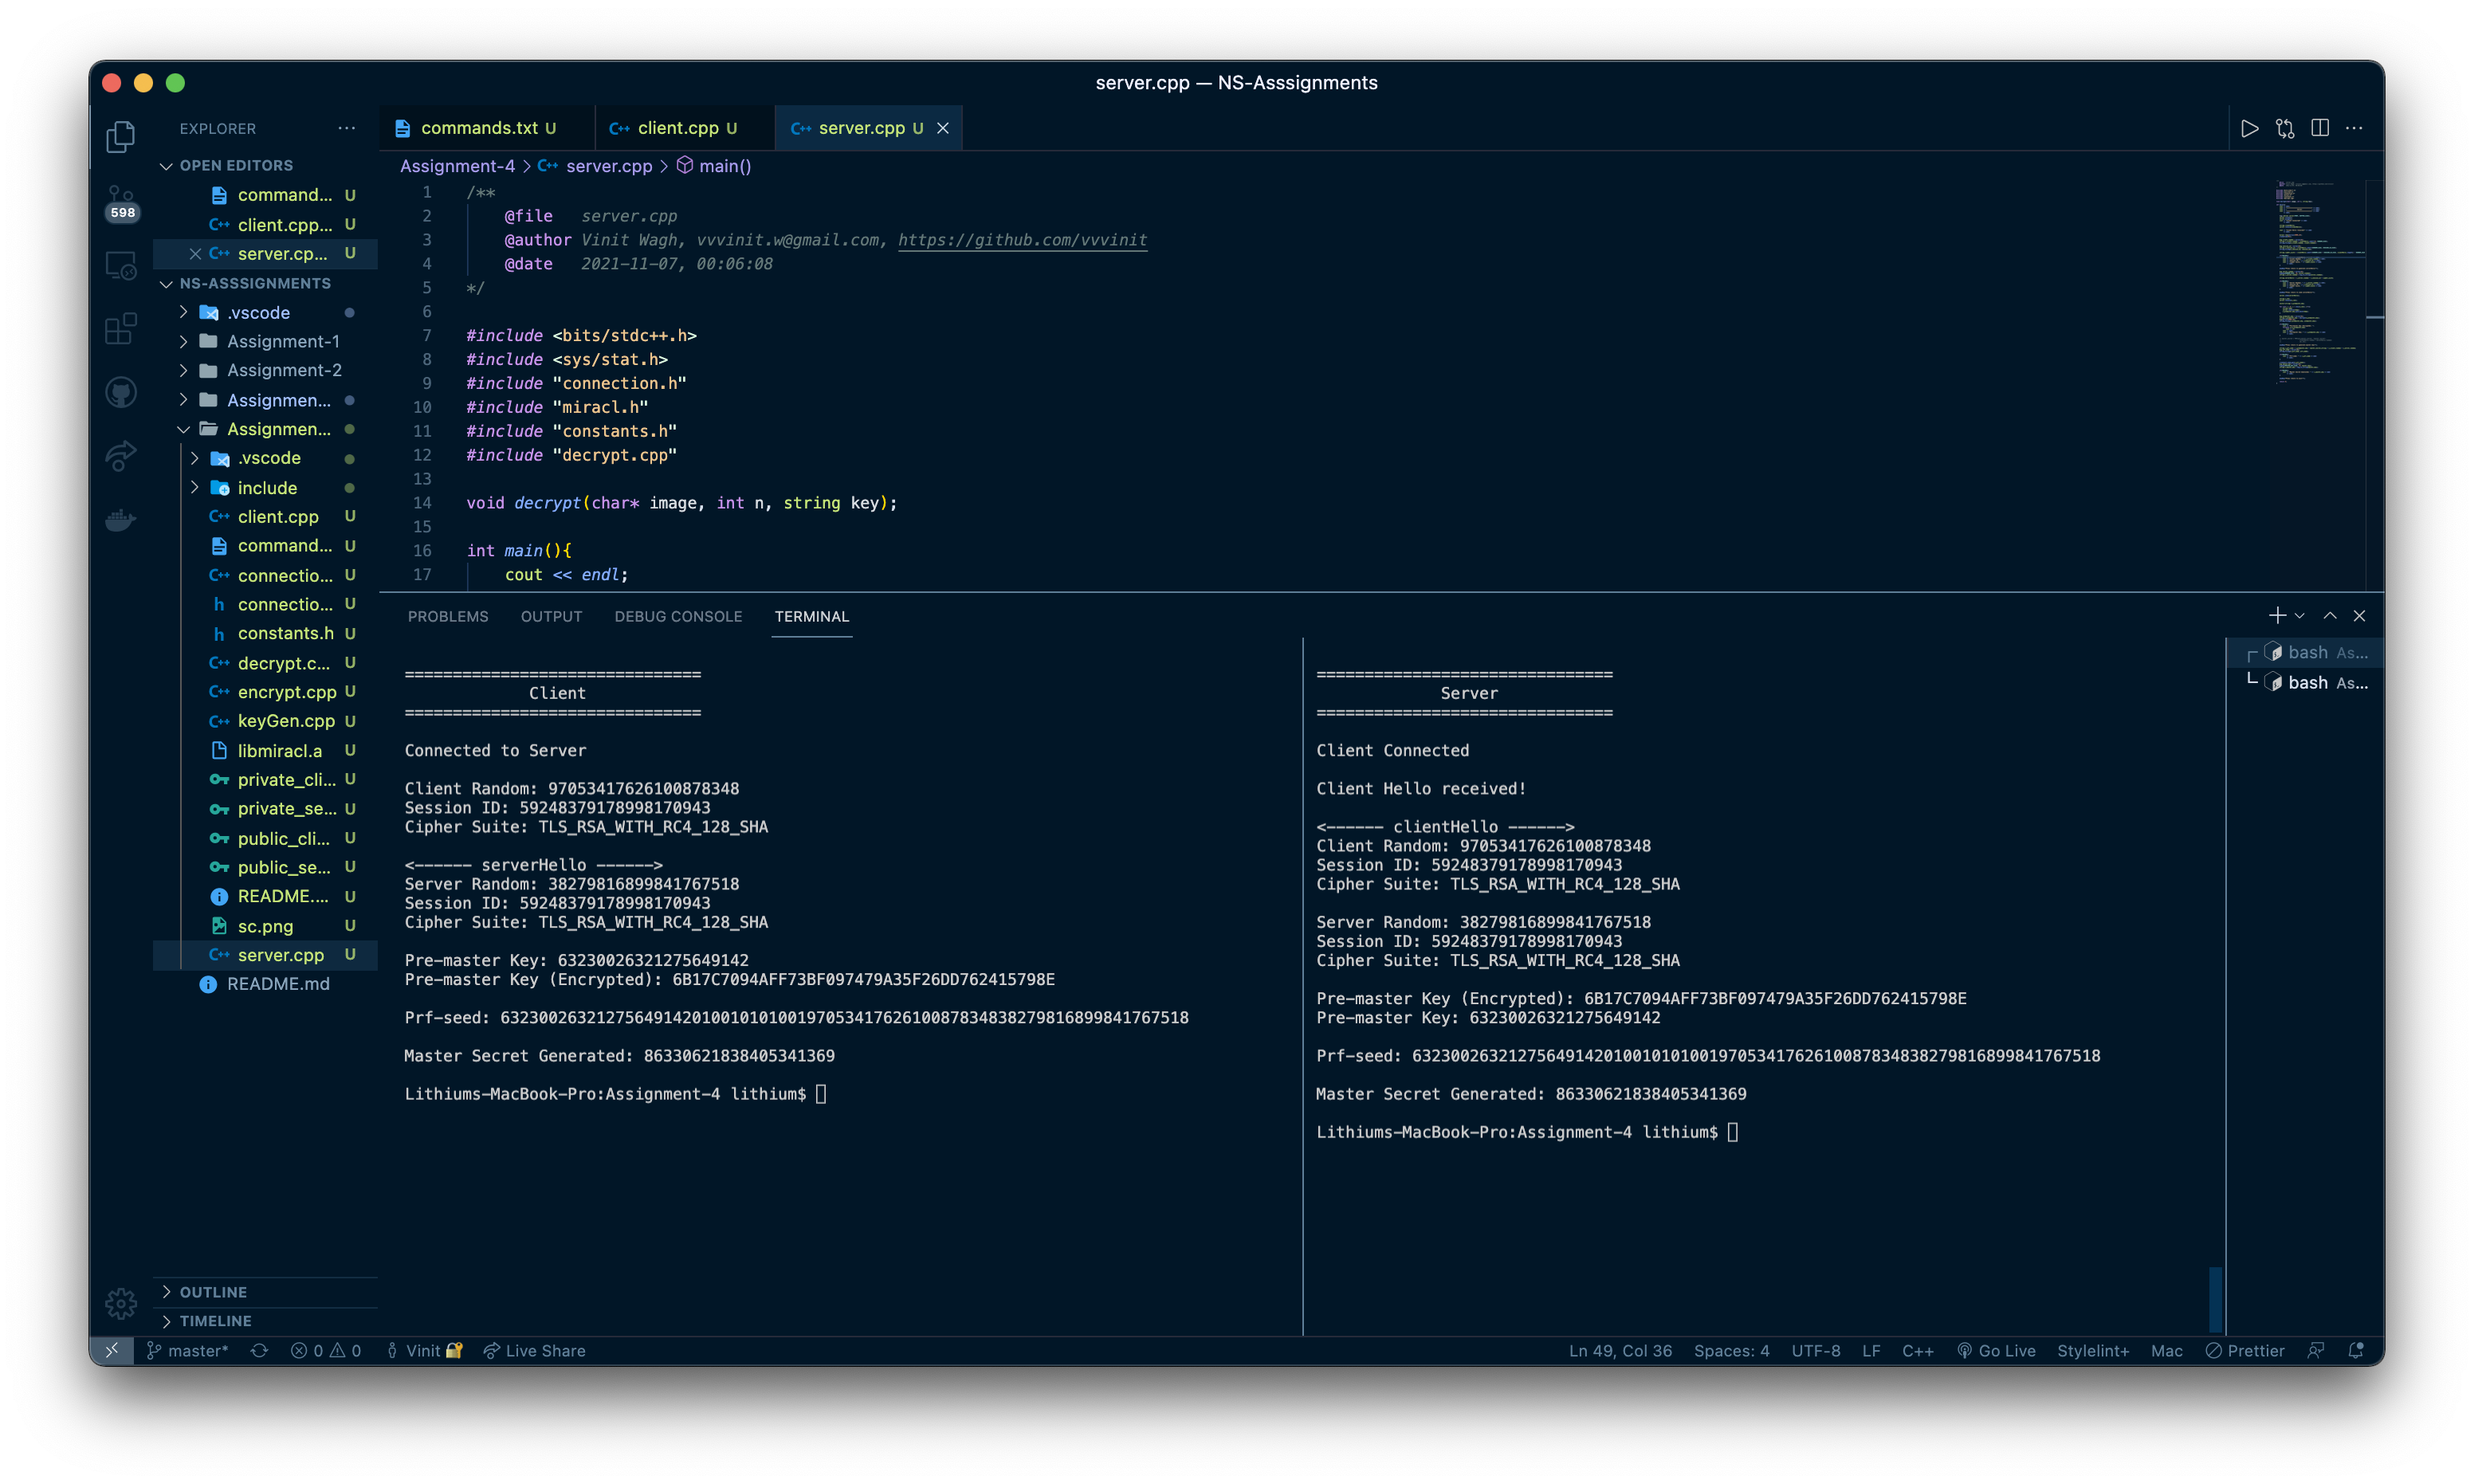 server.cpp — NS-Asssignments
EXPLORER
OPEN EDITORS
command... U
client.cpp... U
server.cp... U
NS-ASSSIGNMENTS
.vscode
Assignment-1
Assignment-2
Assignmen...
Assignmen...
.vscode
include
client.cpp U
command... U
connectio... U
connectio... U
constants.h U
decrypt.c... U
encrypt.cpp U
keyGen.cpp U
libmiracl.a U
private_cli... U
private_se... U
public_cli... U
public_se... U
README.... U
sc.png U
server.cpp U
README.md
OUTLINE
TIMELINE
598
commands.txt U
client.cpp U
server.cpp U
Assignment-4 > server.cpp > main()
1 /**
2 @file server.cpp
3 @author Vinit Wagh, vvvinit.w@gmail.com, https://github.com/vvvinit
4 @date 2021-11-07, 00:06:08
5 */
6
7 #include <bits/stdc++.h>
8 #include <sys/stat.h>
9 #include "connection.h"
10 #include "miracl.h"
11 #include "constants.h"
12 #include "decrypt.cpp"
13
14 void decrypt(char* image, int n, string key);
15
16 int main(){
17 cout << endl;
PROBLEMS OUTPUT DEBUG CONSOLE TERMINAL
===============================
Client
===============================
Connected to Server
Client Random: 97053417626100878348
Session ID: 59248379178998170943
Cipher Suite: TLS_RSA_WITH_RC4_128_SHA
<------ serverHello ------>
Server Random: 38279816899841767518
Session ID: 59248379178998170943
Cipher Suite: TLS_RSA_WITH_RC4_128_SHA
Pre-master Key: 63230026321275649142
Pre-master Key (Encrypted): 6B17C7094AFF73BF097479A35F26DD762415798E
Prf-seed: 632300263212756491420100101010019705341762610087834838279816899841767518
Master Secret Generated: 86330621838405341369
Lithiums-MacBook-Pro:Assignment-4 lithium$
===============================
Server
===============================
Client Connected
Client Hello received!
<------ clientHello ------>
Client Random: 97053417626100878348
Session ID: 59248379178998170943
Cipher Suite: TLS_RSA_WITH_RC4_128_SHA
Server Random: 38279816899841767518
Session ID: 59248379178998170943
Cipher Suite: TLS_RSA_WITH_RC4_128_SHA
Pre-master Key (Encrypted): 6B17C7094AFF73BF097479A35F26DD762415798E
Pre-master Key: 63230026321275649142
Prf-seed: 632300263212756491420100101010019705341762610087834838279816899841767518
Master Secret Generated: 86330621838405341369
Lithiums-MacBook-Pro:Assignment-4 lithium$
bash As...
bash As...
master* 0 0 Vinit Live Share Ln 49, Col 36 Spaces: 4 UTF-8 LF C++ Go Live Stylelint+ Mac Prettier